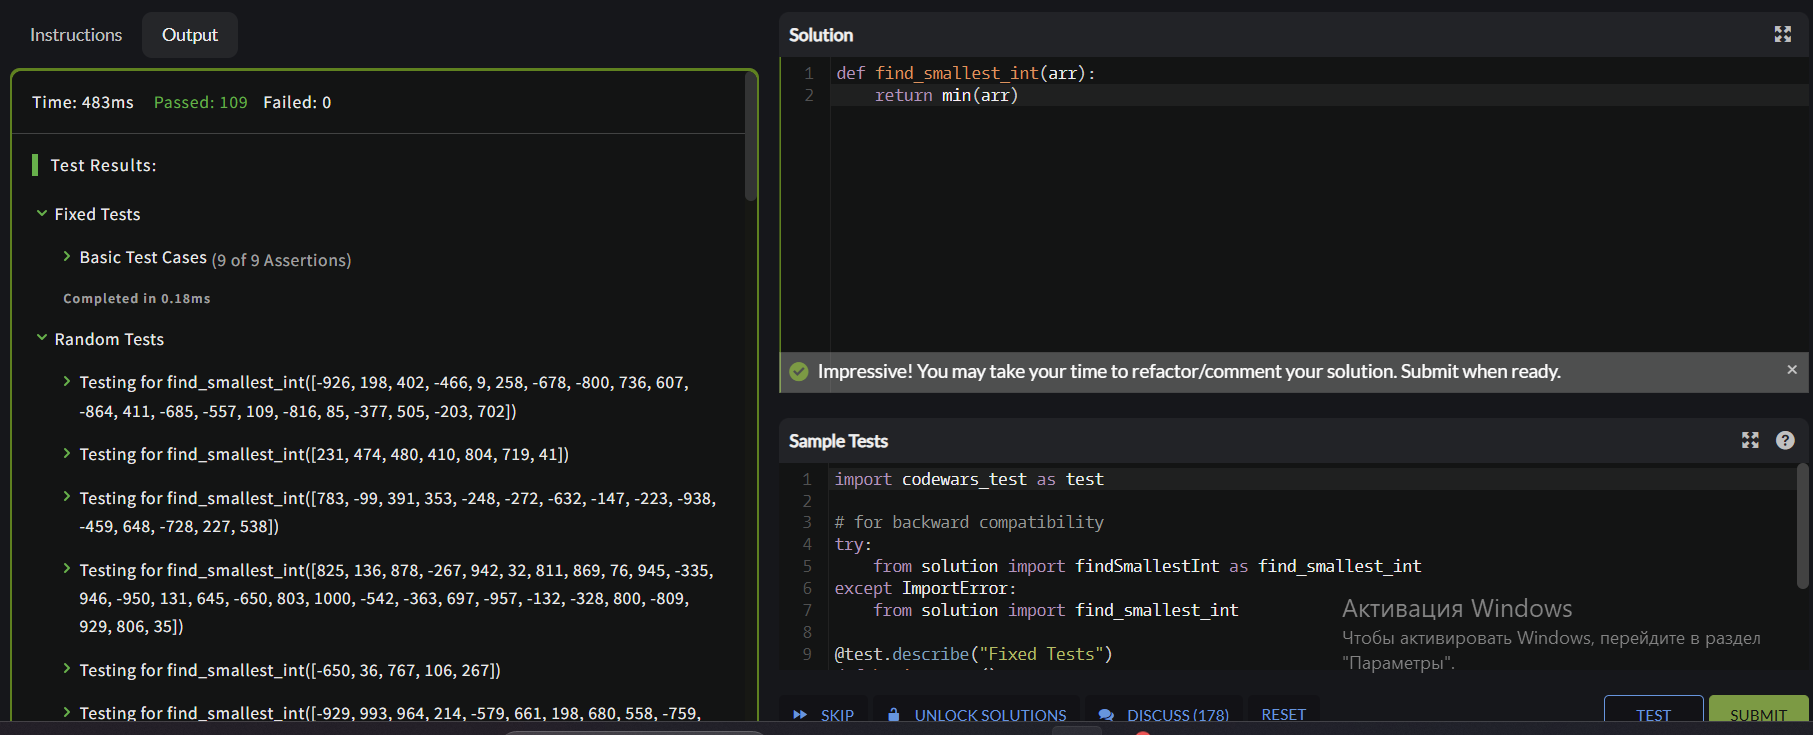 Instructions
Output
Time: 483ms Passed: 109 Failed: 0
Test Results:
Fixed Tests
Basic Test Cases (9 of 9 Assertions)
Completed in 0.18ms
Random Tests
Testing for find_smallest_int([-926, 198, 402, -466, 9, 258, -678, -800, 736, 607,
-864, 411, -685, -557, 109, -816, 85, -377, 505, -203, 702])
Testing for find_smallest_int([231, 474, 480, 410, 804, 719, 41])
Testing for find_smallest_int([783, -99, 391, 353, -248, -272, -632, -147, -223, -938,
-459, 648, -728, 227, 538])
Testing for find_smallest_int([825, 136, 878, -267, 942, 32, 811, 869, 76, 945, -335,
946, -950, 131, 645, -650, 803, 1000, -542, -363, 697, -957, -132, -328, 800, -809,
929, 806, 35])
Testing for find_smallest_int([-650, 36, 767, 106, 267])
Testing for find_smallest_int([-929, 993, 964, 214, -579, 661, 198, 680, 558, -759,
Solution
1 def find_smallest_int(arr):
2     return min(arr)
Impressive! You may take your time to refactor/comment your solution. Submit when ready.
Sample Tests
1 import codewars_test as test
2
3 # for backward compatibility
4 try:
5     from solution import findSmallestInt as find_smallest_int
6 except ImportError:
7     from solution import find_smallest_int
8
9 @test.describe("Fixed Tests")
Активация Windows
Чтобы активировать Windows, перейдите в раздел
"Параметры".
SKIP
UNLOCK SOLUTIONS
DISCUSS (178)
RESET
TEST
SUBMIT